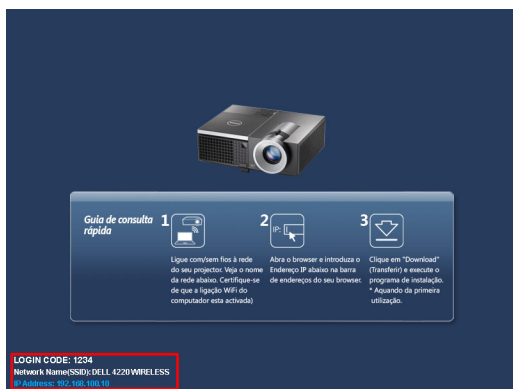 Guia de consulta
rápida
1
Ligue com/sem fios à rede
do seu projector. Veja o nome
da rede abaixo. Certifique-se
de que a ligação WiFi do
computador esta activada)
2
IP:
Abra o browser e introduza o
Endereço IP abaixo na barra
de endereços do seu browser.
3
Clique em "Download"
(Transferir) e execute o
programa de instalação.
* Aquando da primeira
utilização.
LOGIN CODE: 1234
Network Name(SSID): DELL 4220 WIRELESS
IP Address: 192.168.100.10